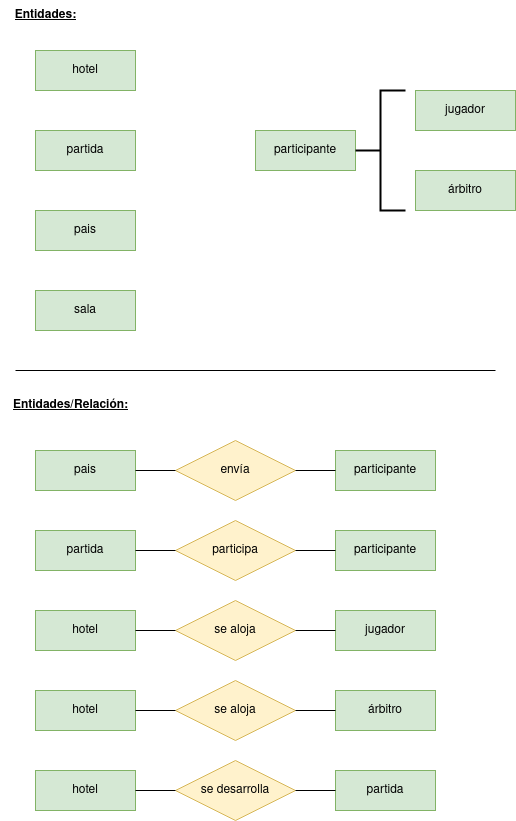 Entidades:
hotel
partida
participante
jugador
árbitro
pais
sala
Entidades/Relación:
pais
envía
participante
partida
participa
participante
hotel
se aloja
jugador
hotel
se aloja
árbitro
hotel
se desarrolla
partida